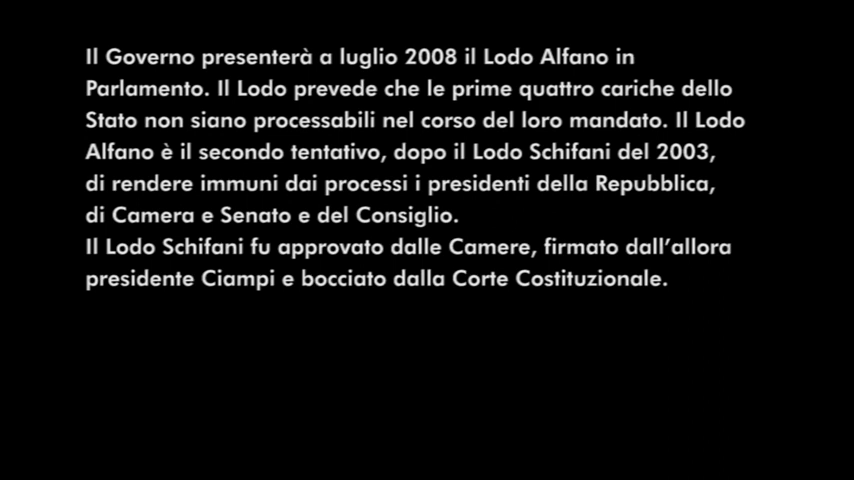 Il Governo presenterà a luglio 2008 il Lodo Alfano in
Parlamento. Il Lodo prevede che le prime quattro cariche dello
Stato non siano processabili nel corso del loro mandato. Il Lodo
Alfano è il secondo tentativo, dopo il Lodo Schifani del 2003,
di rendere immuni dai processi i presidenti della Repubblica,
di Camera e Senato e del Consiglio.
Il Lodo Schifani fu approvato dalle Camere, firmato dall’allora
presidente Ciampi e bocciato dalla Corte Costituzionale.